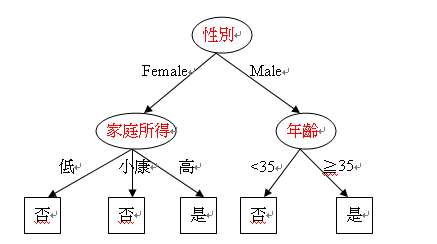 性別
Female Male
家庭所得 年齡
低 小康 高 <35 ≧35
否 否 是 否 是